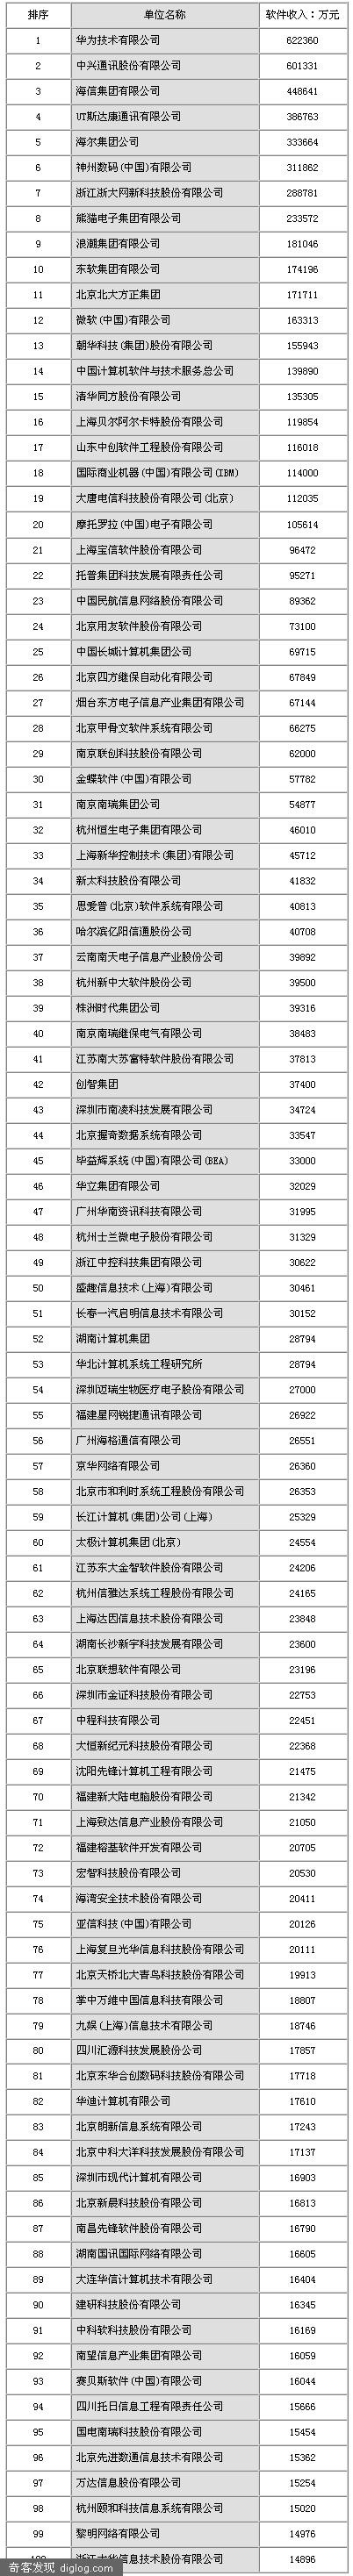 排序 单位名称 软件收入：万元
1 华为技术有限公司 622360
2 中兴通讯股份有限公司 601331
3 海信集团有限公司 448641
4 UT斯达康通讯有限公司 386763
5 海尔集团公司 333664
6 神州数码(中国)有限公司 311862
7 浙江浙大网新科技股份有限公司 288781
8 熊猫电子集团有限公司 233572
9 浪潮集团有限公司 181046
10 东软集团有限公司 174196
11 北京北大方正集团 171711
12 微软(中国)有限公司 163313
13 朝华科技(集团)股份有限公司 155943
14 中国计算机软件与技术服务总公司 139890
15 清华同方股份有限公司 135305
16 上海贝尔阿尔卡特股份有限公司 119854
17 山东中创软件工程股份有限公司 116018
18 国际商业机器(中国)有限公司(IBM) 114000
19 大唐电信科技股份有限公司(北京) 112035
20 摩托罗拉(中国)电子有限公司 105614
21 上海宝信软件股份有限公司 96472
22 托普集团科技发展有限责任公司 95271
23 中国民航信息网络股份有限公司 89362
24 北京用友软件股份有限公司 73100
25 中国长城计算机集团公司 69715
26 北京四方继保自动化有限公司 67849
27 烟台东方电子信息产业集团有限公司 67144
28 北京甲骨文软件系统有限公司 66275
29 南京联创科技股份有限公司 62000
30 金蝶软件(中国)有限公司 57782
31 南京南瑞集团公司 54877
32 杭州恒生电子集团有限公司 46010
33 上海新华控制技术(集团)有限公司 45712
34 新太科技股份有限公司 41832
35 思爱普(北京)软件系统有限公司 40813
36 哈尔滨亿阳信通股份公司 40708
37 云南南天电子信息产业股份公司 39892
38 杭州新中大软件股份公司 39500
39 株洲时代集团公司 39316
40 南京南瑞继保电气有限公司 38483
41 江苏南大苏富特软件股份有限公司 37813
42 创智集团 37400
43 深圳市南凌科技发展有限公司 34724
44 北京握奇数据系统有限公司 33547
45 毕益辉系统(中国)有限公司(BEA) 33000
46 华立集团有限公司 32029
47 广州华南资讯科技有限公司 31995
48 杭州士兰微电子股份有限公司 31329
49 浙江中控科技集团有限公司 30622
50 盛趣信息技术(上海)有限公司 30461
51 长春一汽启明信息技术有限公司 30152
52 湖南计算机集团 28794
53 华北计算机系统工程研究所 28794
54 深圳迈瑞生物医疗电子股份有限公司 27000
55 福建星网锐捷通讯有限公司 26922
56 广州海格通信有限公司 26551
57 京华网络有限公司 26360
58 北京市和利时系统工程股份有限公司 26353
59 长江计算机(集团)公司(上海) 25329
60 太极计算机集团(北京) 24554
61 江苏东大金智软件股份有限公司 24206
62 杭州信雅达系统工程股份有限公司 24165
63 上海达因信息技术股份有限公司 23848
64 湖南长沙新宇科技发展有限公司 23600
65 北京联想软件有限公司 23196
66 深圳市金证科技股份有限公司 22753
67 中程科技有限公司 22451
68 大恒新纪元科技股份有限公司 22368
69 沈阳先锋计算机工程有限公司 21475
70 福建新大陆电脑股份有限公司 21342
71 上海致达信息产业股份有限公司 21050
72 福建榕基软件开发有限公司 20705
73 宏智科技股份有限公司 20530
74 海湾安全技术股份有限公司 20411
75 亚信科技(中国)有限公司 20126
76 上海复旦光华信息科技股份有限公司 20111
77 北京天桥北大青鸟科技股份有限公司 19913
78 掌中万维中国信息科技有限公司 18807
79 九娱(上海)信息技术有限公司 18746
80 四川汇源科技发展股份公司 17857
81 北京东华合创数码科技股份有限公司 17718
82 华迪计算机有限公司 17610
83 北京朗新信息系统有限公司 17243
84 北京中科大洋科技发展股份有限公司 17137
85 深圳市现代计算机有限公司 16903
86 北京新晨科技股份有限公司 16813
87 南昌先锋软件股份有限公司 16790
88 湖南国讯国际网络有限公司 16605
89 大连华信计算机技术有限公司 16404
90 建研科技股份有限公司 16345
91 中科软科技股份有限公司 16169
92 南望信息产业集团有限公司 16059
93 赛贝斯软件(中国)有限公司 16044
94 四川托日信息工程有限责任公司 15666
95 国电南瑞科技股份有限公司 15454
96 北京先进数通信息技术有限公司 15362
97 万达信息股份有限公司 15254
98 杭州颐和科技信息系统有限公司 15020
99 黎明网络有限公司 14976
100 浙江大华信息技术股份有限公司 14896
奇客发现 diglog.com